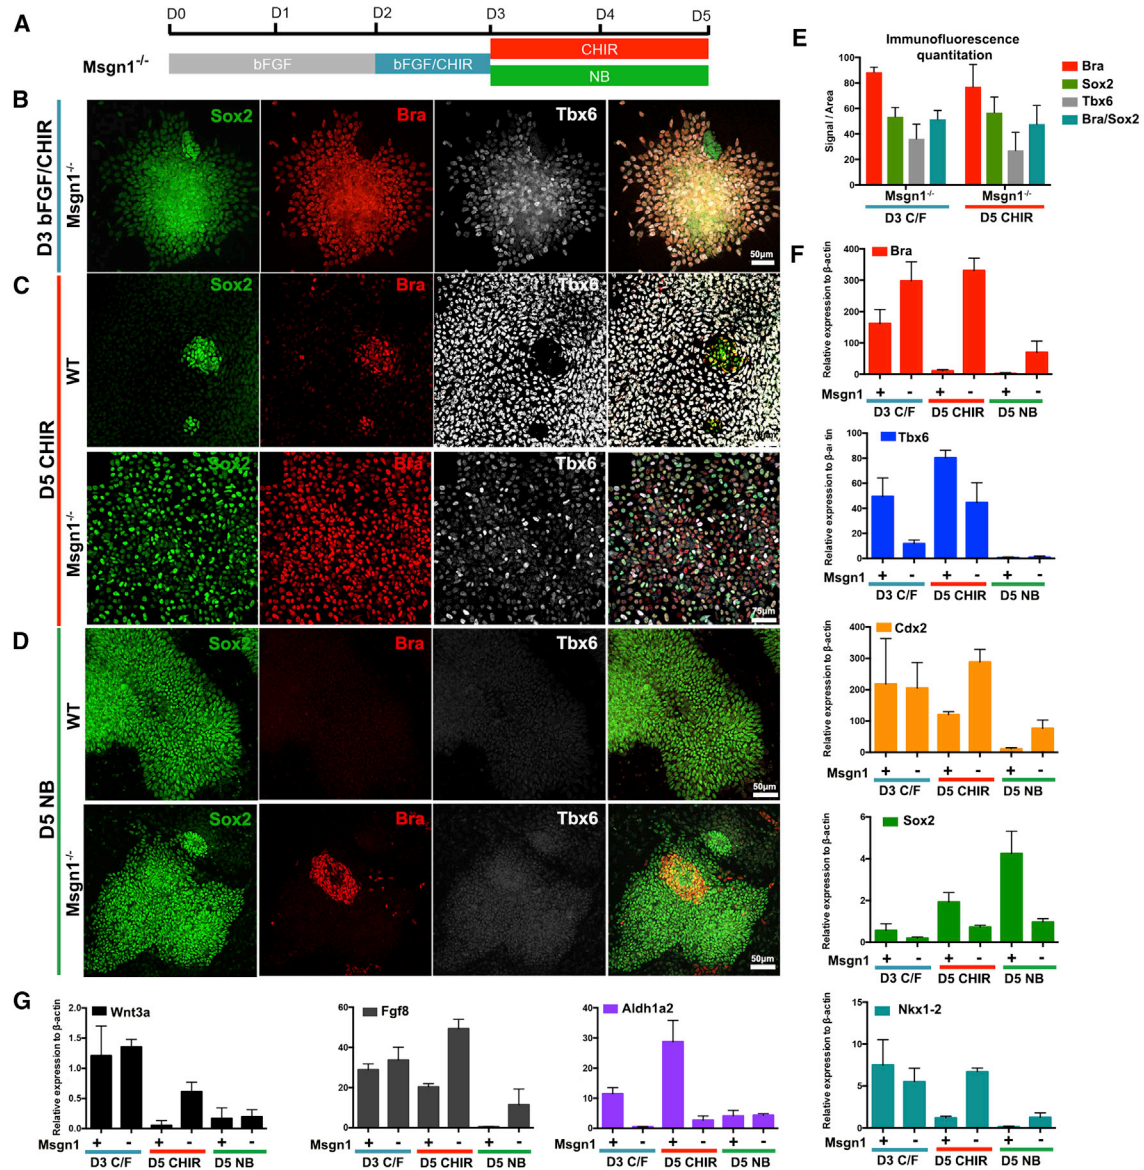 A
D0 D1 D2 D3 D4 D5
Msgn1-/-
bFGF
bFGF/CHIR
CHIR
NB
B
D3 bFGF/CHIR
Msgn1-/-
Sox2
Bra
Tbx6
50µm
C
D5 CHIR
WT
Sox2
Bra
Tbx6
Msgn1-/-
Sox2
Bra
Tbx6
75µm
D
D5 NB
WT
Sox2
Bra
Tbx6
50µm
Msgn1-/-
Sox2
Bra
Tbx6
50µm
E
Immunofluorescence
quantitation
Bra
Sox2
Tbx6
Bra/Sox2
Signal / Area
100
80
60
40
20
0
Msgn1-/- Msgn1-/-
D3 C/F D5 CHIR
F
Bra
Relative expression to β-actin
400
300
200
100
0
Msgn1 + - + - + -
D3 C/F D5 CHIR D5 NB
Tbx6
Relative expression to β-actin
80
60
40
20
0
Msgn1 + - + - + -
D3 C/F D5 CHIR D5 NB
Cdx2
Relative expression to β-actin
400
300
200
100
0
Msgn1 + - + - + -
D3 C/F D5 CHIR D5 NB
Sox2
Relative expression to β-actin
6
4
2
0
Msgn1 + - + - + -
D3 C/F D5 CHIR D5 NB
Nkx1-2
Relative expression to β-actin
15
10
5
0
Msgn1 + - + - + -
D3 C/F D5 CHIR D5 NB
G
Wnt3a
Relative expression to β-actin
2.0
1.5
1.0
0.5
0.0
Msgn1 + - + - + -
D3 C/F D5 CHIR D5 NB
Fgf8
60
40
20
0
Msgn1 + - + - + -
D3 C/F D5 CHIR D5 NB
Aldh1a2
40
30
20
10
0
Msgn1 + - + - + -
D3 C/F D5 CHIR D5 NB